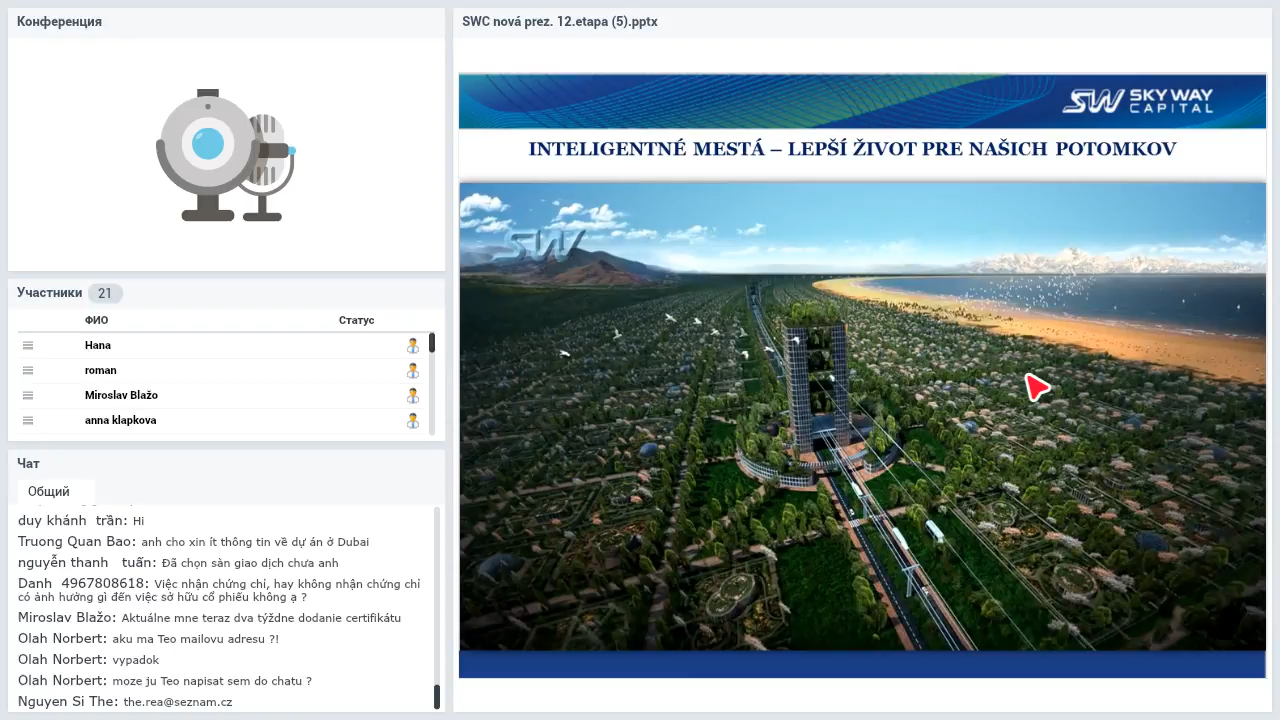 Конференция
SWC nová prez. 12.etapa (5).pptx
SW SKY WAY
CAPITAL
INTELIGENTNÉ MESTÁ – LEPŠÍ ŽIVOT PRE NAŠICH POTOMKOV
SW
Участники 21
ФИО Статус
Hana
roman
Miroslav Blažo
anna klapkova
Чат
Общий
duy khánh trần: Hi
Truong Quan Bao: anh cho xin ít thông tin về dự án ở Dubai
nguyễn thanh tuấn: Đã chọn sàn giao dịch chưa anh
Danh 4967808618: Việc nhận chứng chỉ, hay không nhận chứng chỉ
có ảnh hưởng gì đến việc sở hữu cổ phiếu không ạ ?
Miroslav Blažo: Aktuálne mne teraz dva týždne dodanie certifikátu
Olah Norbert: aku ma Teo mailovu adresu ?!
Olah Norbert: vypadok
Olah Norbert: moze ju Teo napisat sem do chatu ?
Nguyen Si The: the.rea@seznam.cz